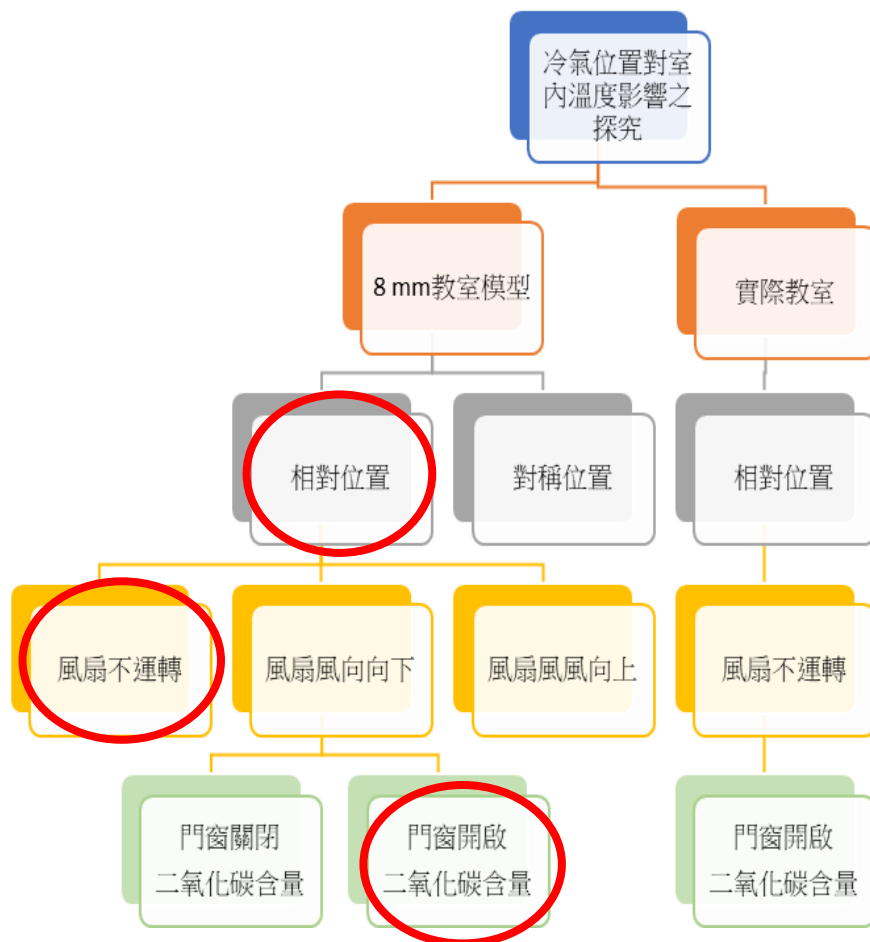 冷氣位置對室
內溫度影響之
探究
8 mm教室模型
實際教室
相對位置
對稱位置
相對位置
風扇不運轉
風扇風向向下
風扇風風向上
風扇不運轉
門窗關閉
二氧化碳含量
門窗開啟
二氧化碳含量
門窗開啟
二氧化碳含量